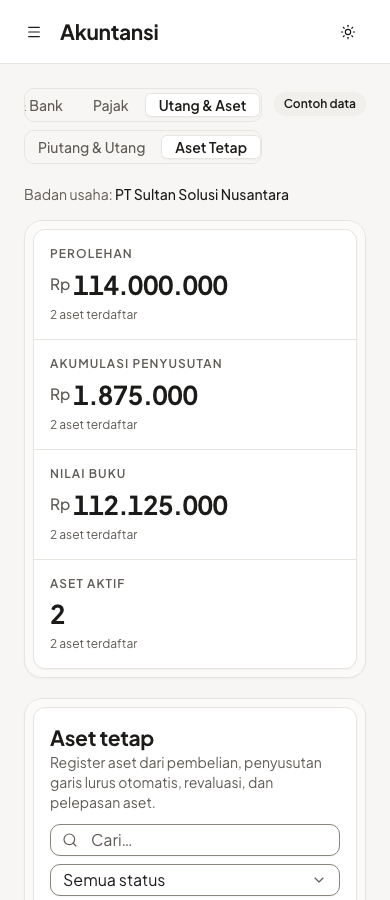 Akuntansi
Bank Pajak Utang & Aset Contoh data
Piutang & Utang Aset Tetap
Badan usaha: PT Sultan Solusi Nusantara
PEROLEHAN
Rp 114.000.000
2 aset terdaftar
AKUMULASI PENYUSUTAN
Rp 1.875.000
2 aset terdaftar
NILAI BUKU
Rp 112.125.000
2 aset terdaftar
ASET AKTIF
2
2 aset terdaftar
Aset tetap
Register aset dari pembelian, penyusutan
garis lurus otomatis, revaluasi, dan
pelepasan aset.
Cari...
Semua status